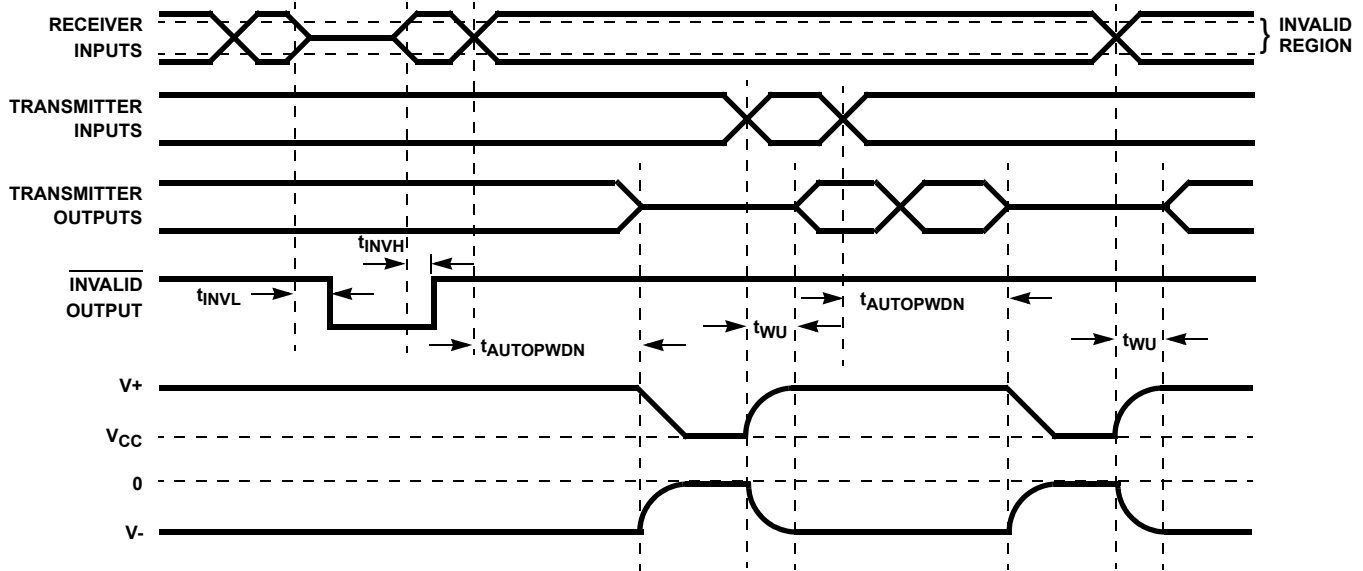 RECEIVER
INPUTS
} INVALID
REGION
TRANSMITTER
INPUTS
TRANSMITTER
OUTPUTS
tINVH
INVALID
OUTPUT
tINVL
tAUTOPWDN
tWU
tAUTOPWDN
tWU
V+
VCC
0
V-